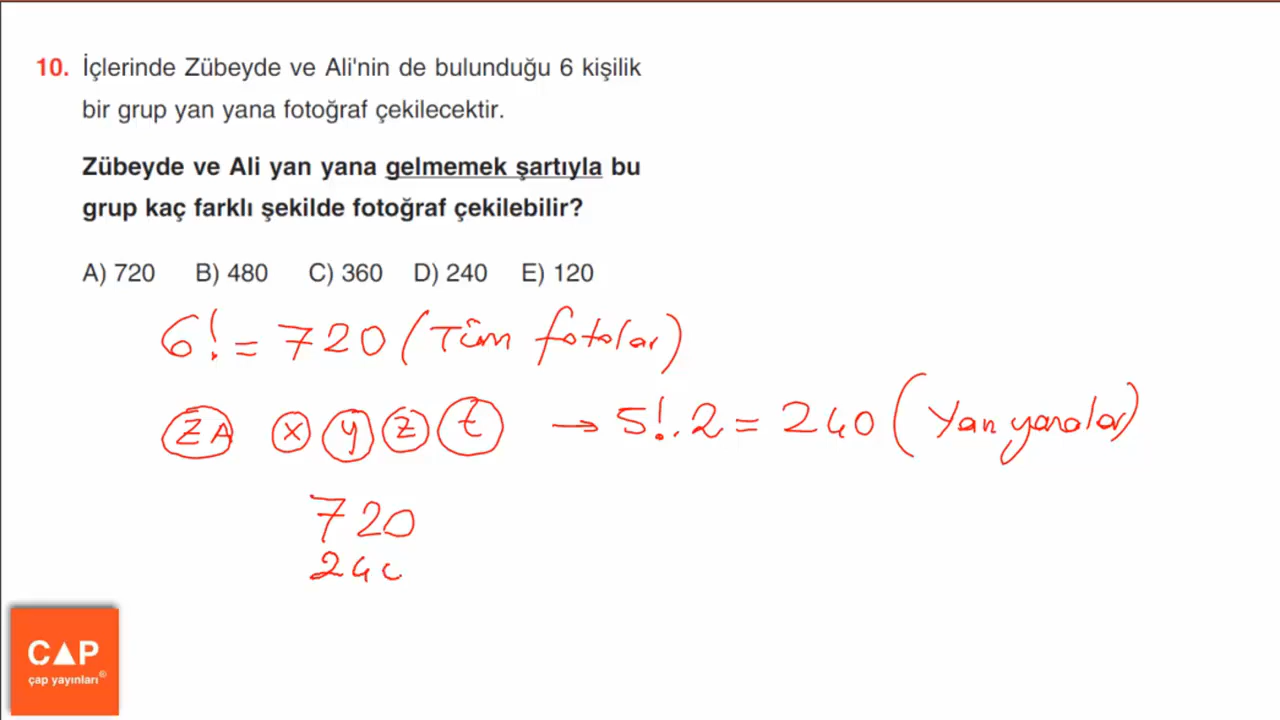 10. İçlerinde Zübeyde ve Ali'nin de bulunduğu 6 kişilik
bir grup yan yana fotoğraf çekilecektir.
Zübeyde ve Ali yan yana gelmemek şartıyla bu
grup kaç farklı şekilde fotoğraf çekilebilir?
A) 720 B) 480 C) 360 D) 240 E) 120
6! = 720 (Tüm fotolar)
ZA x y z t → 5!.2 = 240 (Yan yanalar)
720
24
ÇAP
çap yayınları®